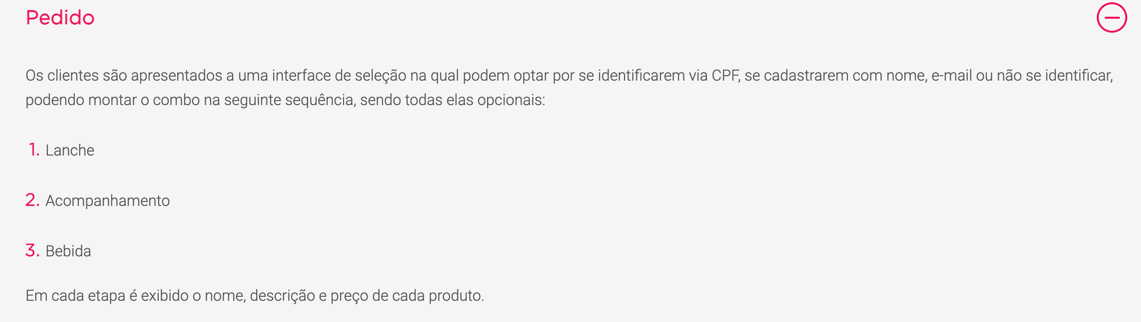 Pedido
Os clientes são apresentados a uma interface de seleção na qual podem optar por se identificarem via CPF, se cadastrarem com nome, e-mail ou não se identificar,
podendo montar o combo na seguinte sequência, sendo todas elas opcionais:
1. Lanche
2. Acompanhamento
3. Bebida
Em cada etapa é exibido o nome, descrição e preço de cada produto.